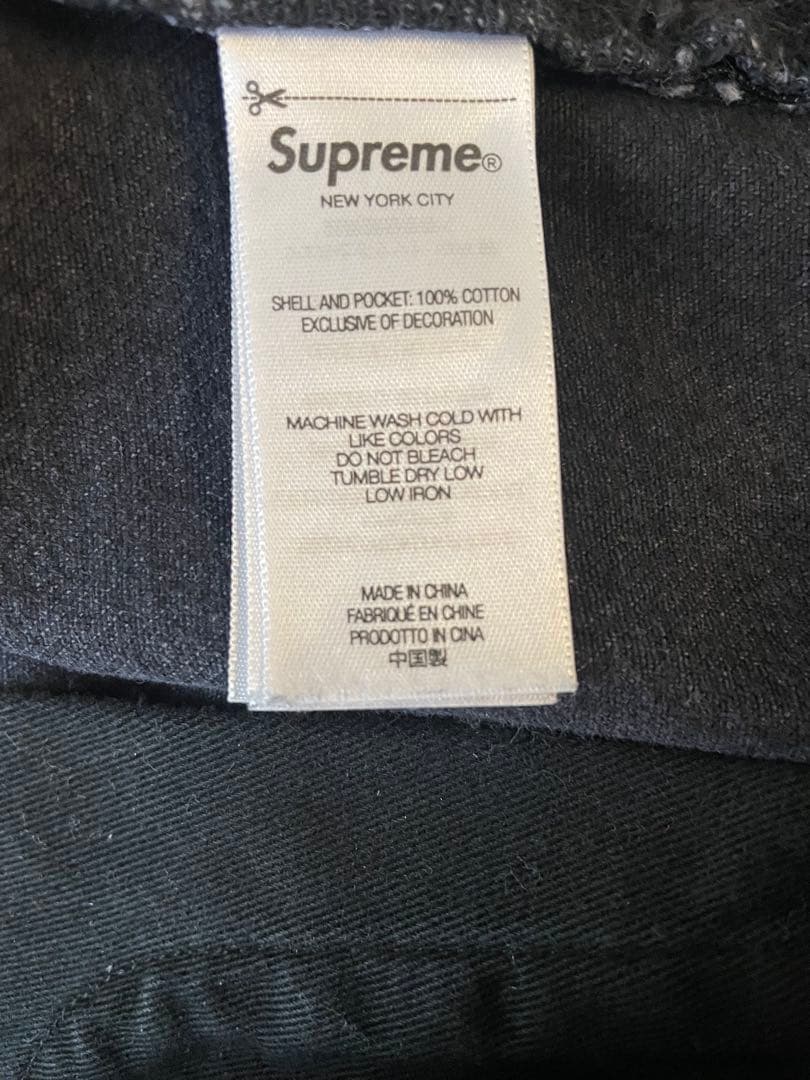 Supreme®
NEW YORK CITY
SHELL AND POCKET: 100% COTTON
EXCLUSIVE OF DECORATION
MACHINE WASH COLD WITH
LIKE COLORS
DO NOT BLEACH
TUMBLE DRY LOW
LOW IRON
MADE IN CHINA
FABRIQUÉ EN CHINE
PRODOTTO IN CINA
中国製